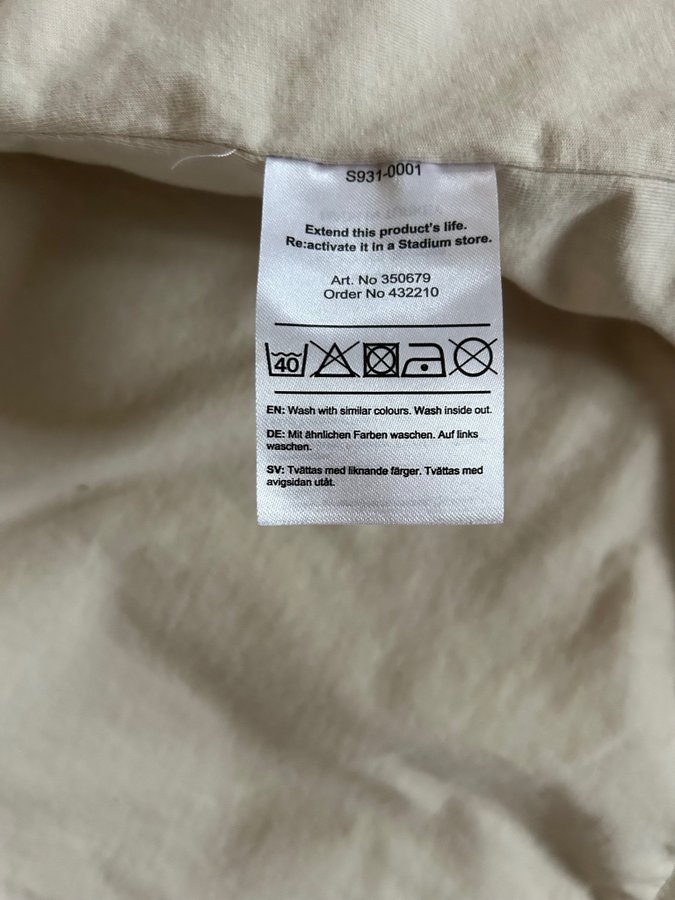 S931-0001
Extend this product's life.
Re:activate it in a Stadium store.
Art. No 350679
Order No 432210
40
EN: Wash with similar colours. Wash inside out.
DE: Mit ähnlichen Farben waschen. Auf links
waschen.
SV: Tvättas med liknande färger. Tvättas med
avigsidan utåt.